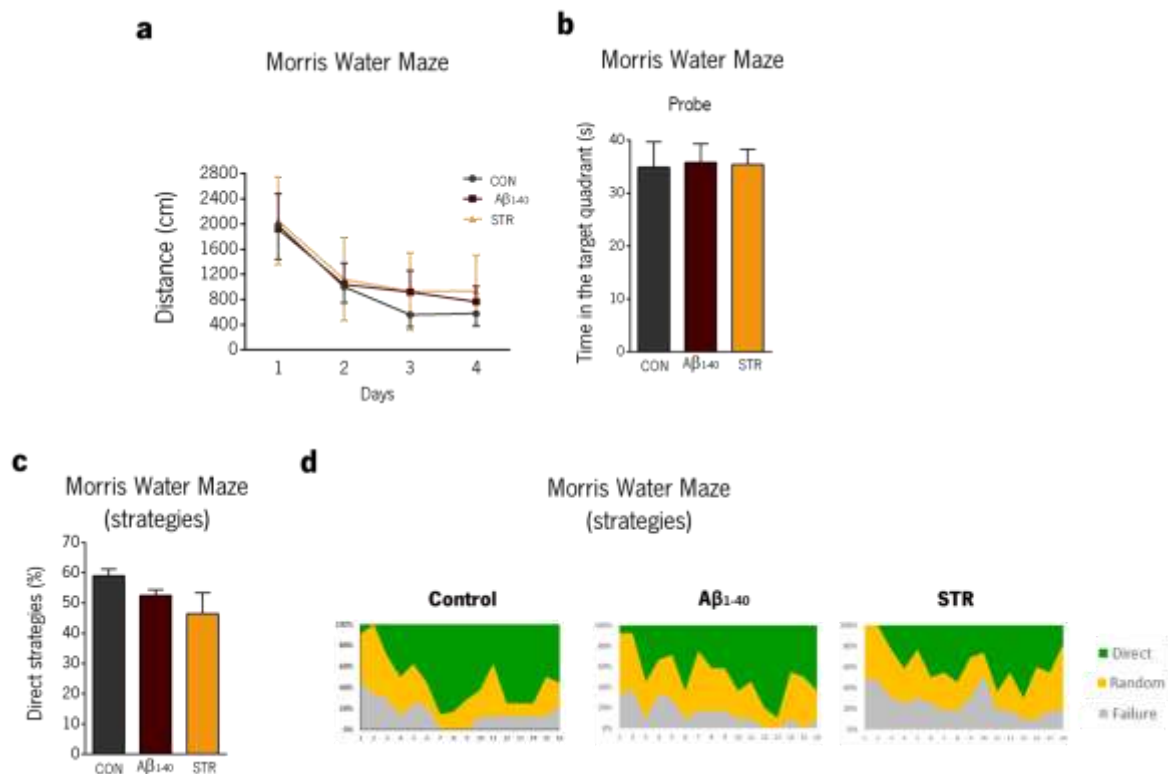 a
Morris Water Maze
Distance (cm)
2800
2400
2000
1600
1200
800
400
0
1 2 3 4
Days
CON
Aβ1-40
STR
b
Morris Water Maze
Probe
Time in the target quadrant (s)
40
30
20
10
0
CON Aβ1-40 STR
c
Morris Water Maze
(strategies)
Direct strategies (%)
70
60
50
40
30
20
10
0
CON Aβ1-40 STR
d
Morris Water Maze
(strategies)
Control
Aβ1-40
STR
Direct
Random
Failure